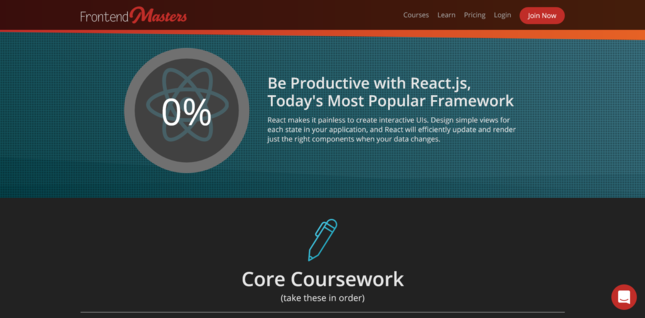 Frontend Masters
Courses Learn Pricing Login Join Now
0%
Be Productive with React.js,
Today's Most Popular Framework
React makes it painless to create interactive UIs. Design simple views for
each state in your application, and React will efficiently update and render
just the right components when your data changes.
Core Coursework
(take these in order)